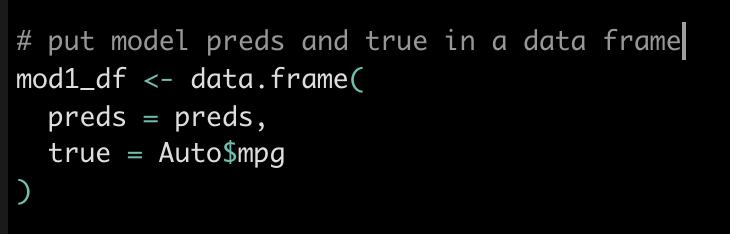 # put model preds and true in a data frame
mod1_df <- data.frame(
  preds = preds,
  true = Auto$mpg
)